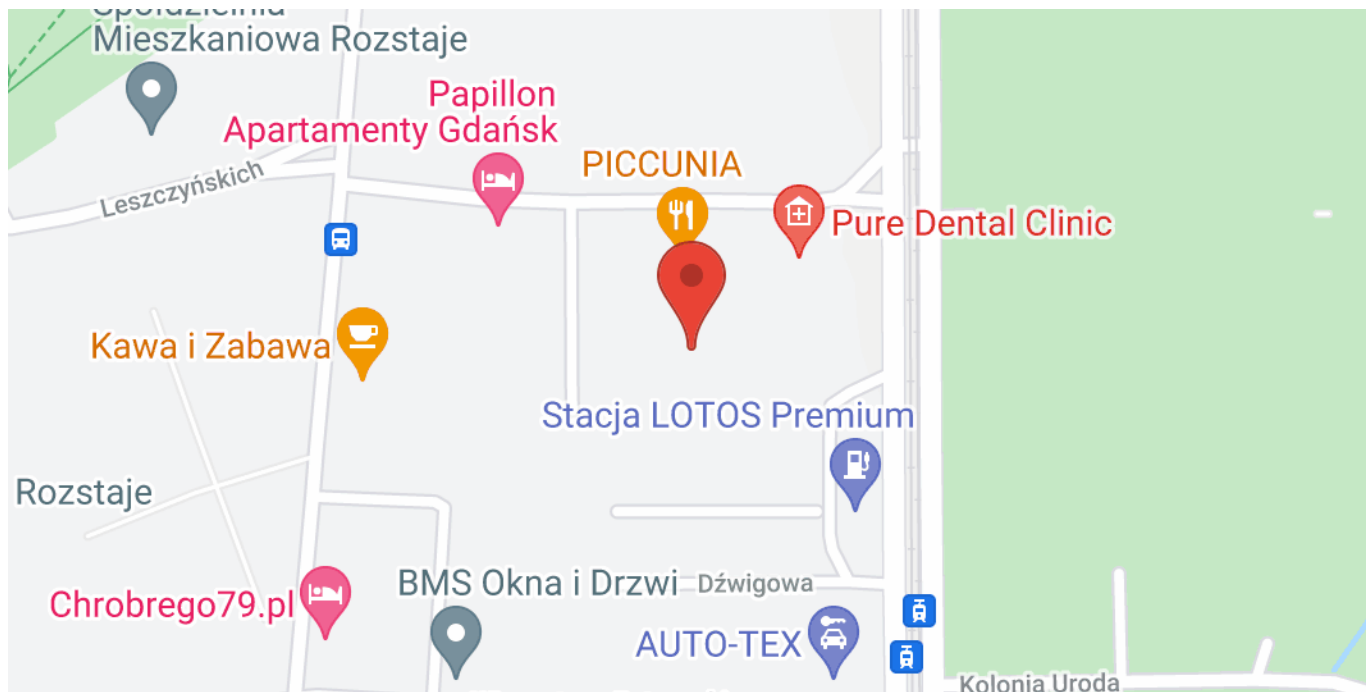 Spółdzielnia
Mieszkaniowa Rozstaje
Papillon
Apartamenty Gdańsk
PICCUNIA
Leszczyńskich
Pure Dental Clinic
Kawa i Zabawa
Stacja LOTOS Premium
Rozstaje
BMS Okna i Drzwi
Dźwigowa
Chrobrego79.pl
AUTO-TEX
Kolonia Uroda